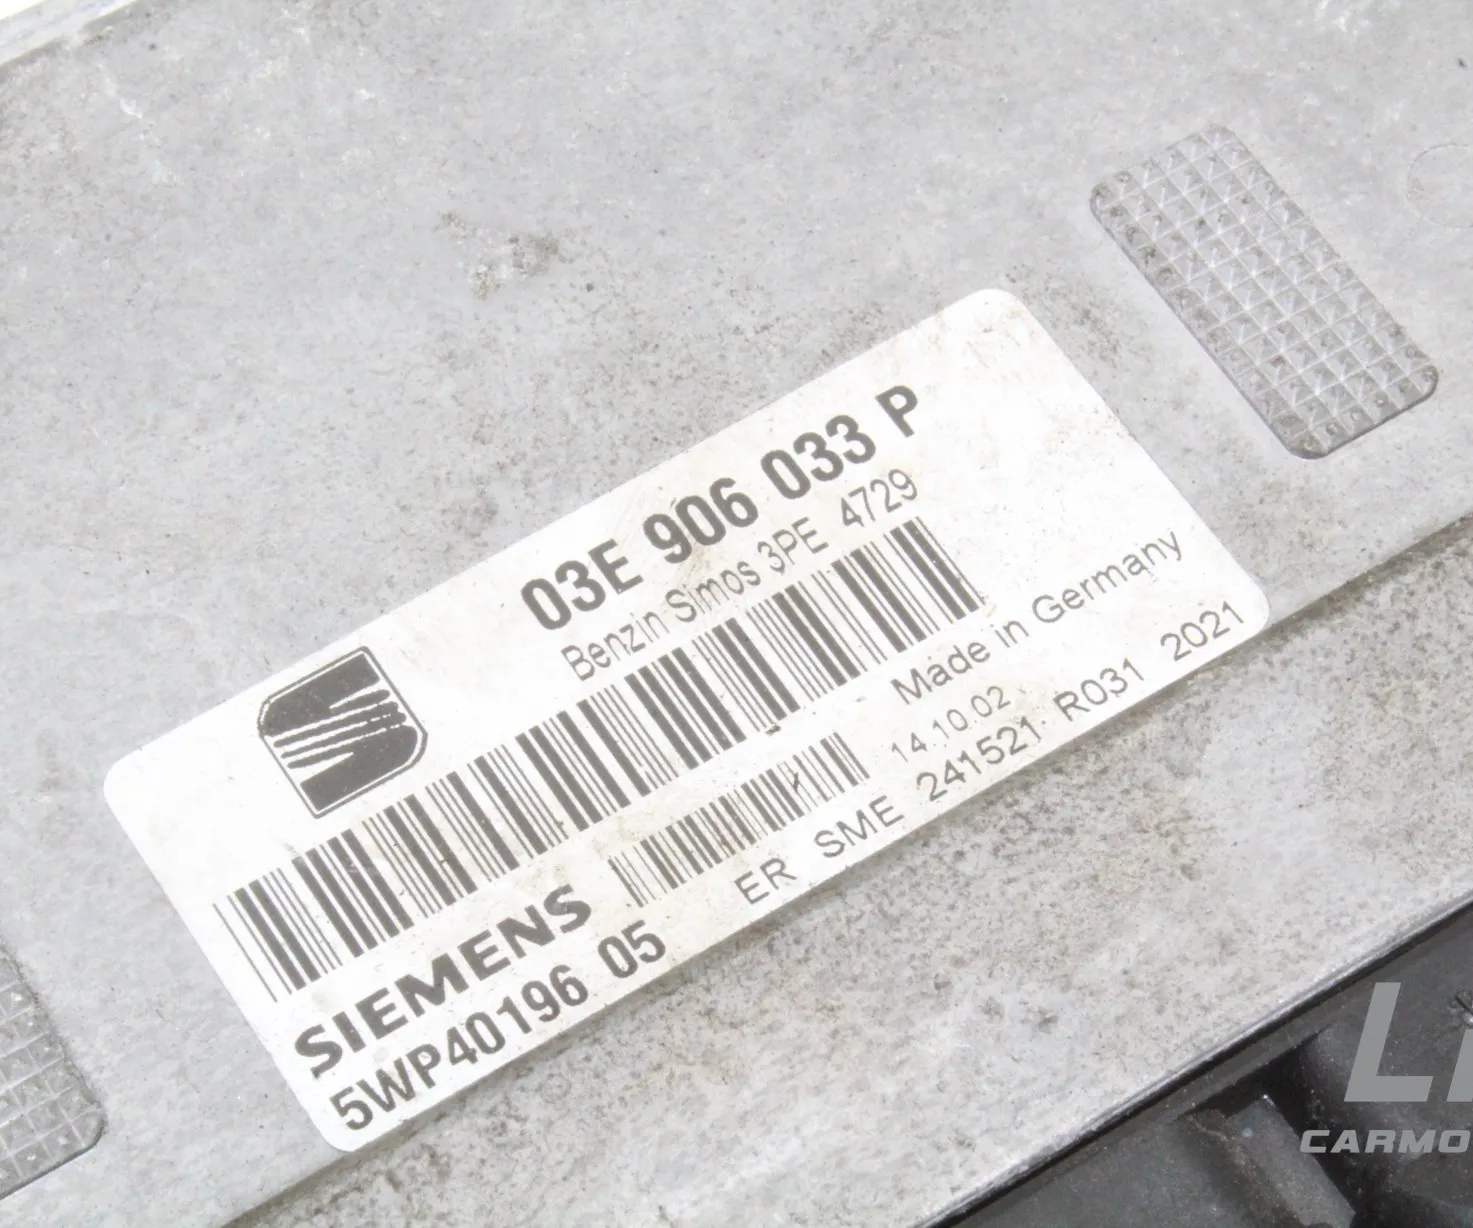 03E 906 033 P
Benzin Simos 3PE 4729
Made in Germany
14.10.02
SIEMENS
5WP40196 05
ER SME 241521 R031 2021
CARMO